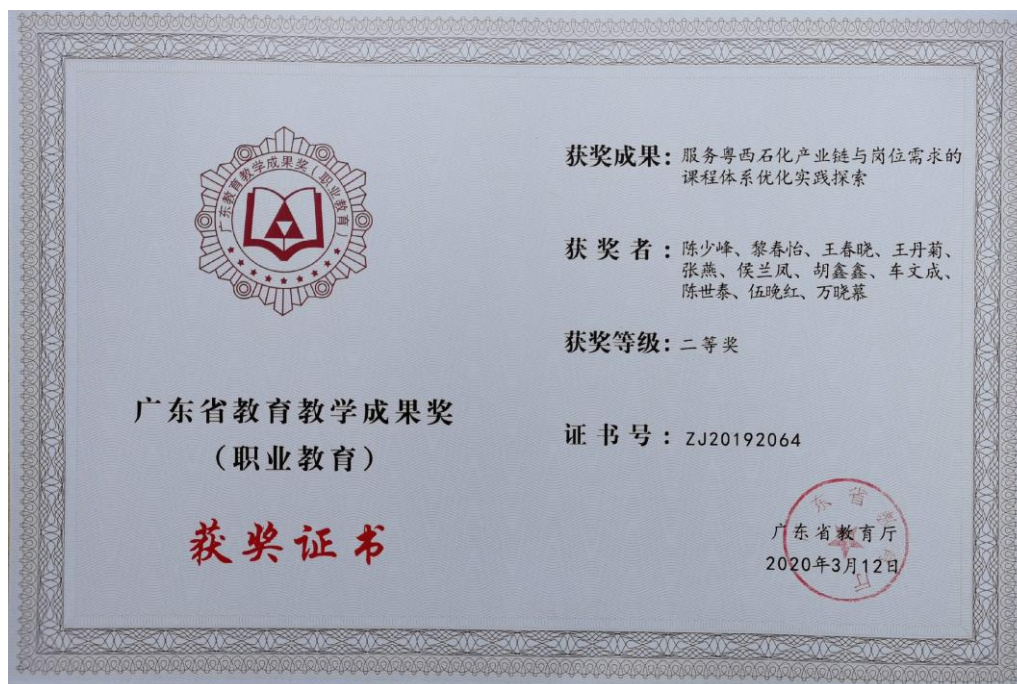 广东教育教学成果奖(职业教育)
广东省教育教学成果奖
(职业教育)
获奖证书
获奖成果:服务粤西石化产业链与岗位需求的
课程体系优化实践探索
获奖者:陈少峰、黎春怡、王春晓、王丹菊、
张燕、侯兰凤、胡鑫鑫、车文成、
陈世泰、伍晚红、万晓慕
获奖等级:二等奖
证书号:ZJ20192064
广东省教育厅
2020年3月12日